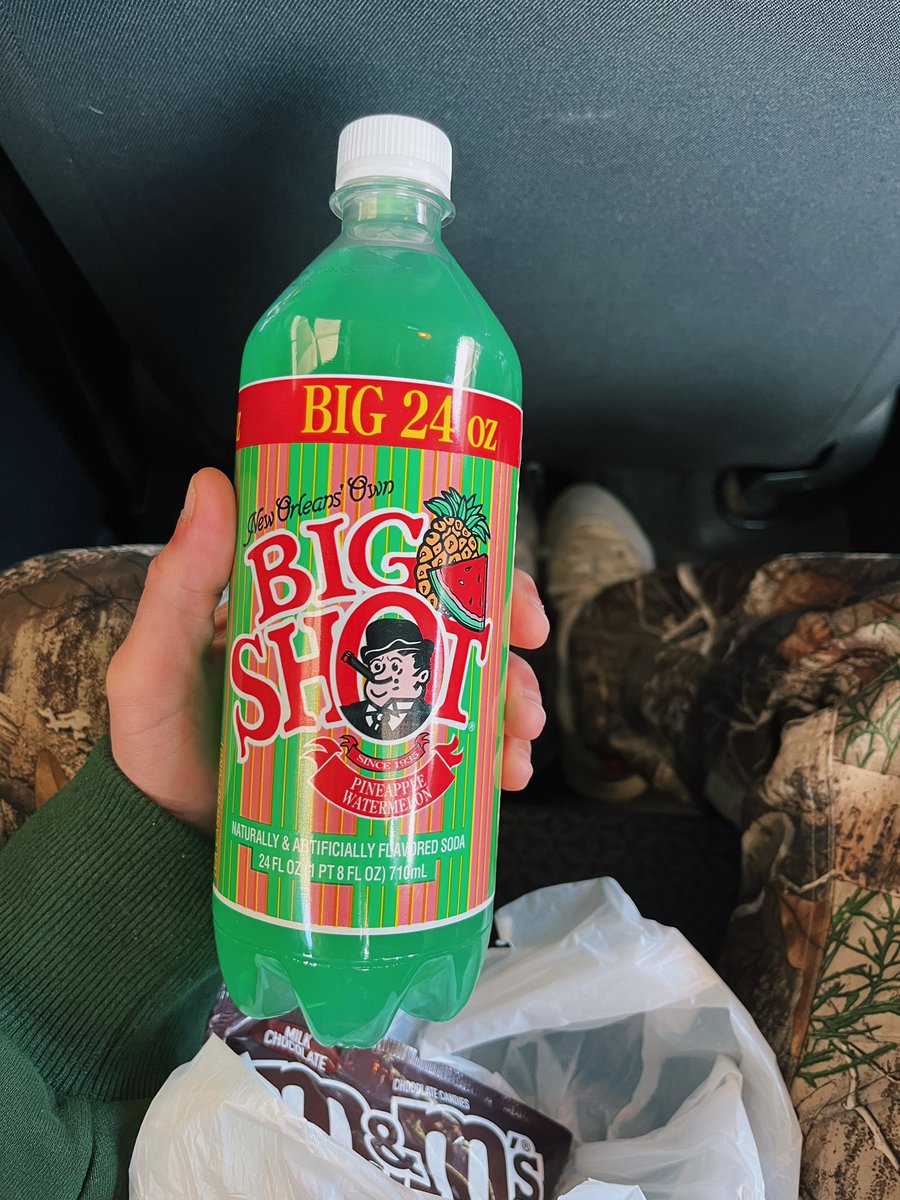 BIG 24 oz
New Orleans' Own
BIG
SHOT
®
SINCE 1935
PINEAPPLE
WATERMELON
NATURALLY & ARTIFICIALLY FLAVORED SODA
24 FL OZ (1 PT 8 FL OZ) 710mL
MILK
CHOCOLATE
CHOCOLATE CANDIES
m&m's